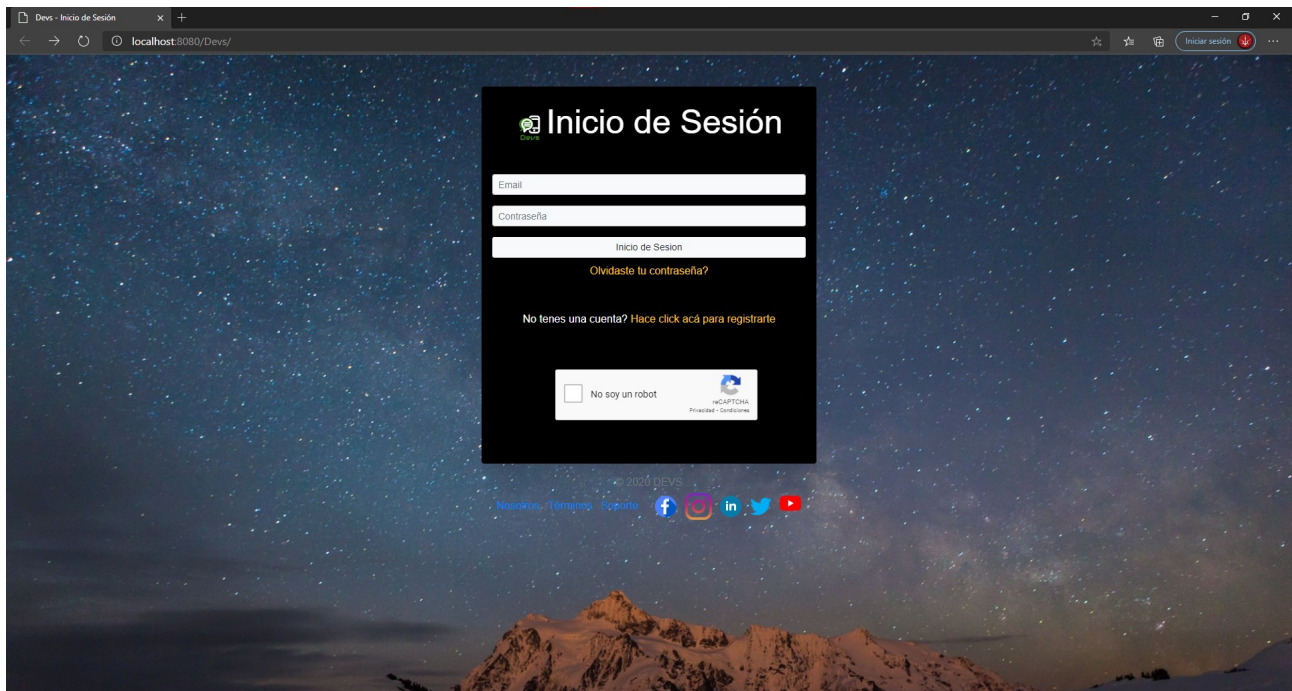 Devs - Inicio de Sesión
localhost:8080/Devs/
Iniciar sesión
Devs
Inicio de Sesión
Email
Contraseña
Inicio de Sesion
Olvidaste tu contraseña?
No tenes una cuenta? Hace click acá para registrarte
No soy un robot
reCAPTCHA
Privacidad - Condiciones
© 2020 DEVS
Nosotros Terminos Soporte
in